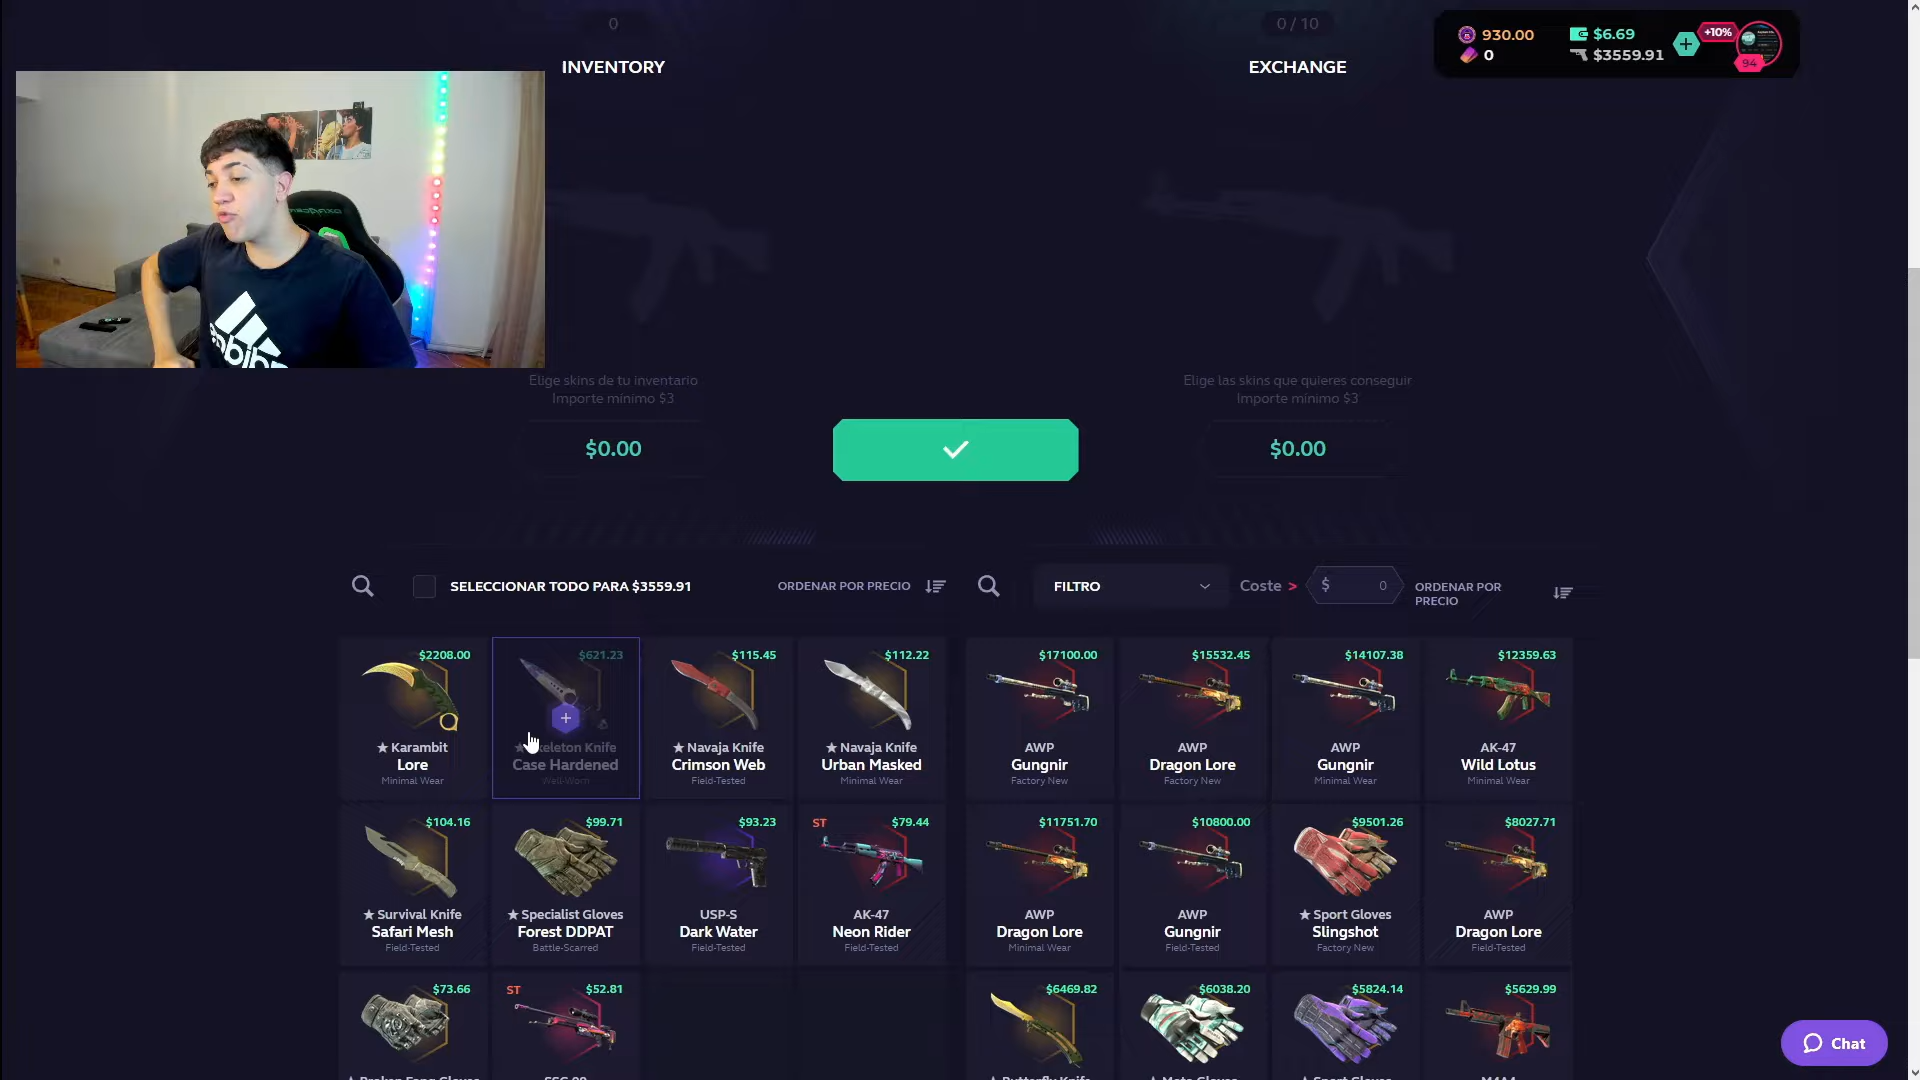 0
0 / 10
930.00
$6.69
+10%
0
$3559.91
94
INVENTORY
EXCHANGE
Elige skins de tu inventario
Importe minimo $3
Elige las skins que quieres conseguir
Importe minimo $3
$0.00
$0.00
SELECCIONAR TODO PARA $3559.91
ORDENAR POR PRECIO
FILTRO
Coste >
$ 0
ORDENAR POR
PRECIO
$2208.00
★ Karambit
Lore
Minimal Wear
$621.23
Knife
Case Hardened
Well-Worn
$115.45
★ Navaja Knife
Crimson Web
Field-Tested
$112.22
★ Navaja Knife
Urban Masked
Minimal Wear
$17100.00
AWP
Gungnir
Factory New
$15532.45
AWP
Dragon Lore
Factory New
$14107.38
AWP
Gungnir
Minimal Wear
$12359.63
AK-47
Wild Lotus
Minimal Wear
$104.16
★ Survival Knife
Safari Mesh
Field-Tested
$99.71
★ Specialist Gloves
Forest DDPAT
Battle-Scarred
$93.23
USP-S
Dark Water
Field-Tested
ST
$79.44
AK-47
Neon Rider
Field-Tested
$11751.70
AWP
Dragon Lore
Minimal Wear
$10800.00
AWP
Gungnir
Field-Tested
$9501.26
★ Sport Gloves
Slingshot
Factory New
$8027.71
AWP
Dragon Lore
Field-Tested
$73.66
ST
$52.81
$6469.82
$6038.20
$5824.14
$5629.99
Chat